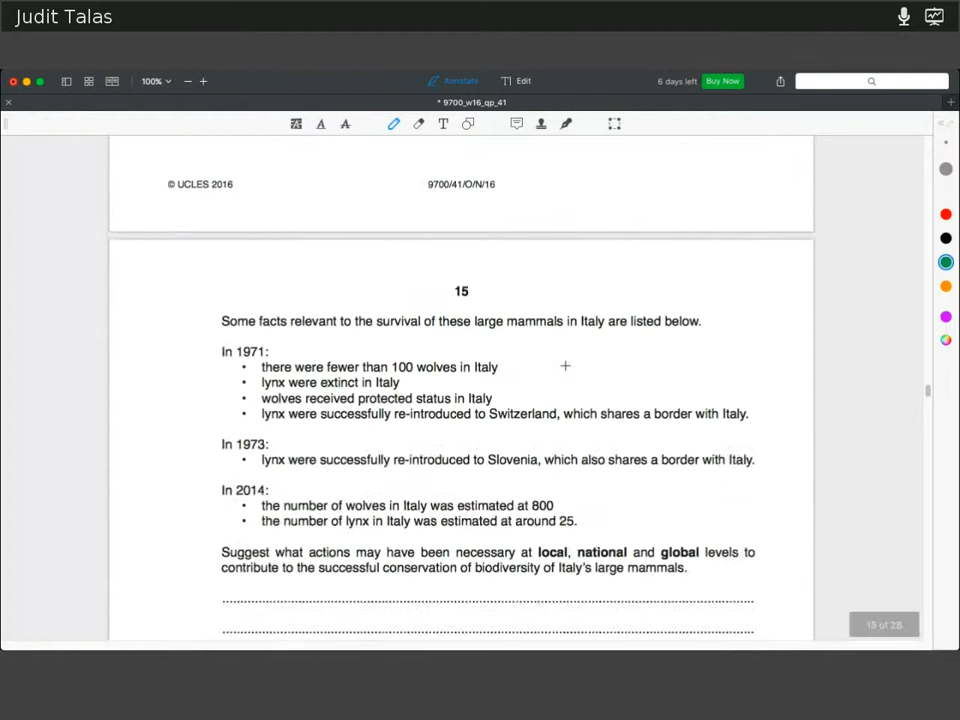 Judit Talas
100%
Annotate
Edit
6 days left
Buy Now
* 9700_w16_qp_41
© UCLES 2016
9700/41/O/N/16
15
Some facts relevant to the survival of these large mammals in Italy are listed below.
In 1971:
• there were fewer than 100 wolves in Italy
• lynx were extinct in Italy
• wolves received protected status in Italy
• lynx were successfully re-introduced to Switzerland, which shares a border with Italy.
In 1973:
• lynx were successfully re-introduced to Slovenia, which also shares a border with Italy.
In 2014:
• the number of wolves in Italy was estimated at 800
• the number of lynx in Italy was estimated at around 25.
Suggest what actions may have been necessary at local, national and global levels to
contribute to the successful conservation of biodiversity of Italy's large mammals.
15 of 28